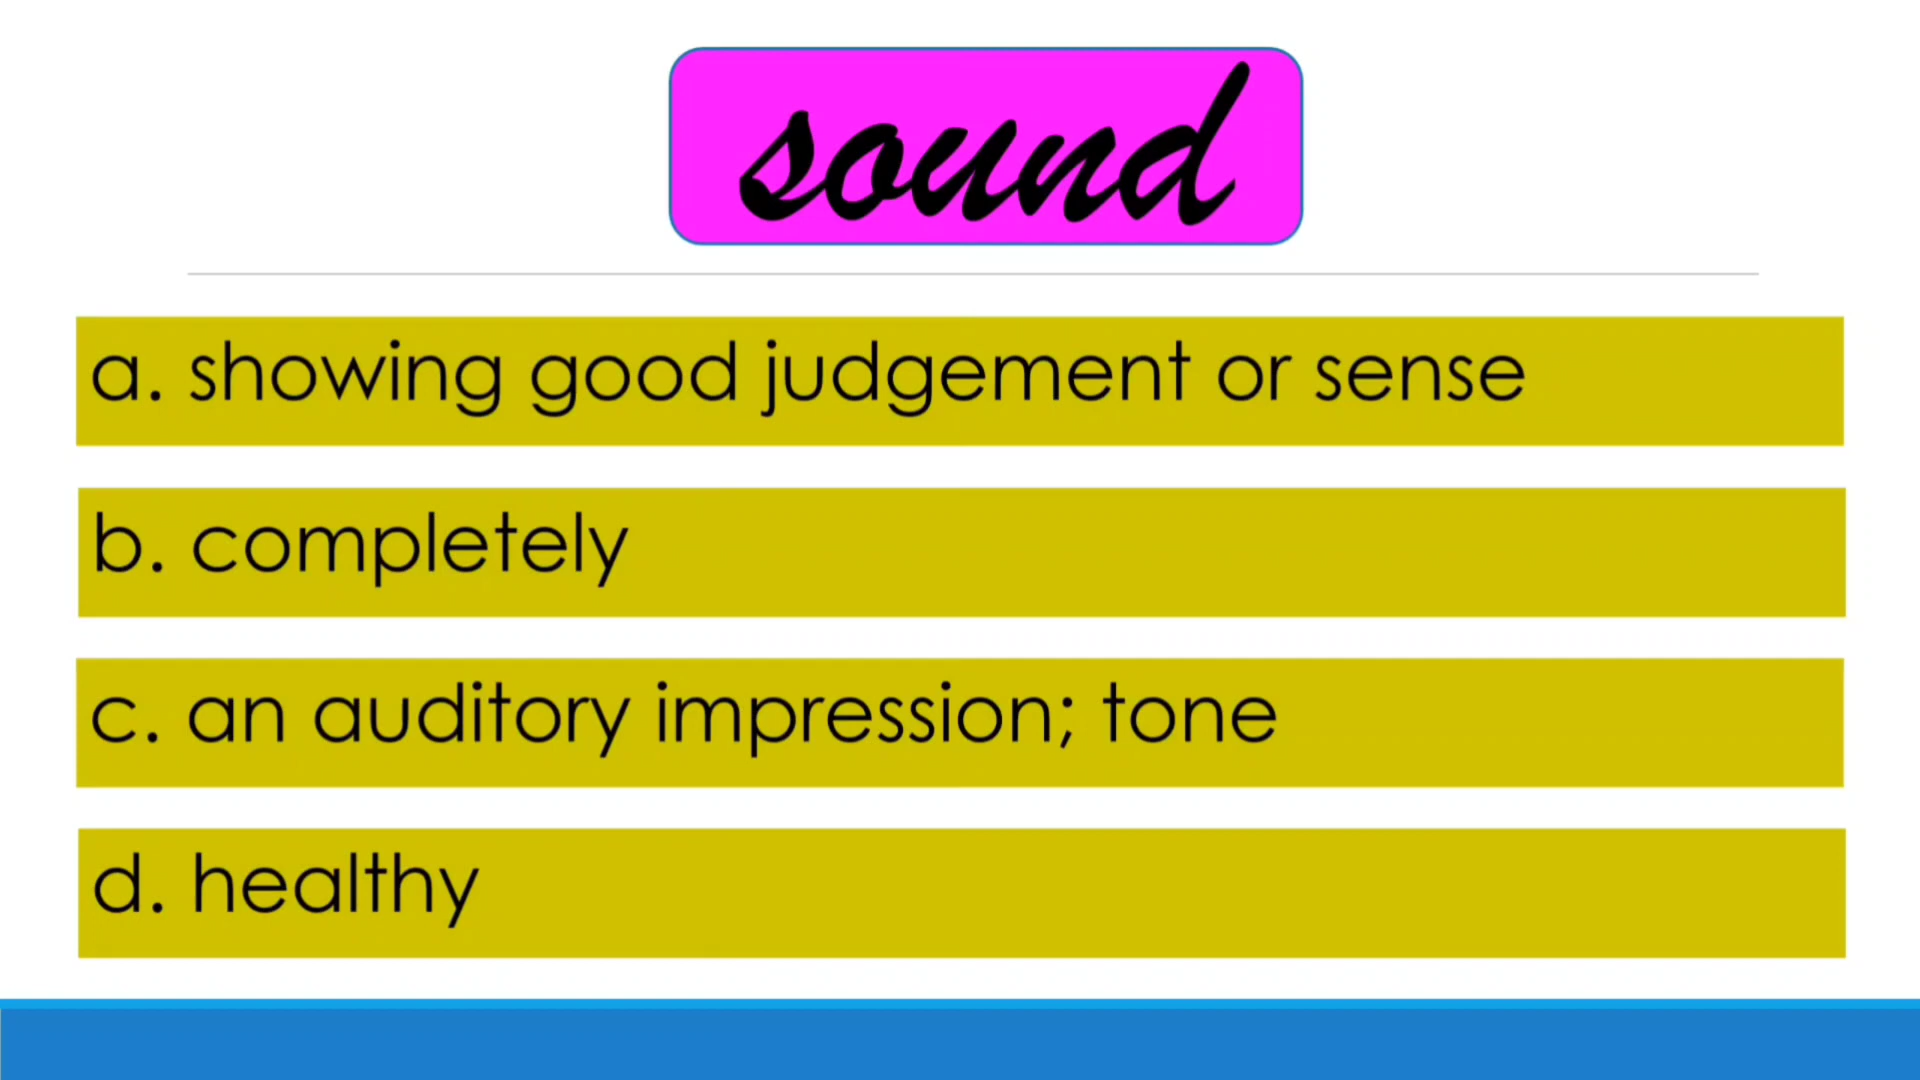 sound
a. showing good judgement or sense
b. completely
c. an auditory impression; tone
d. healthy